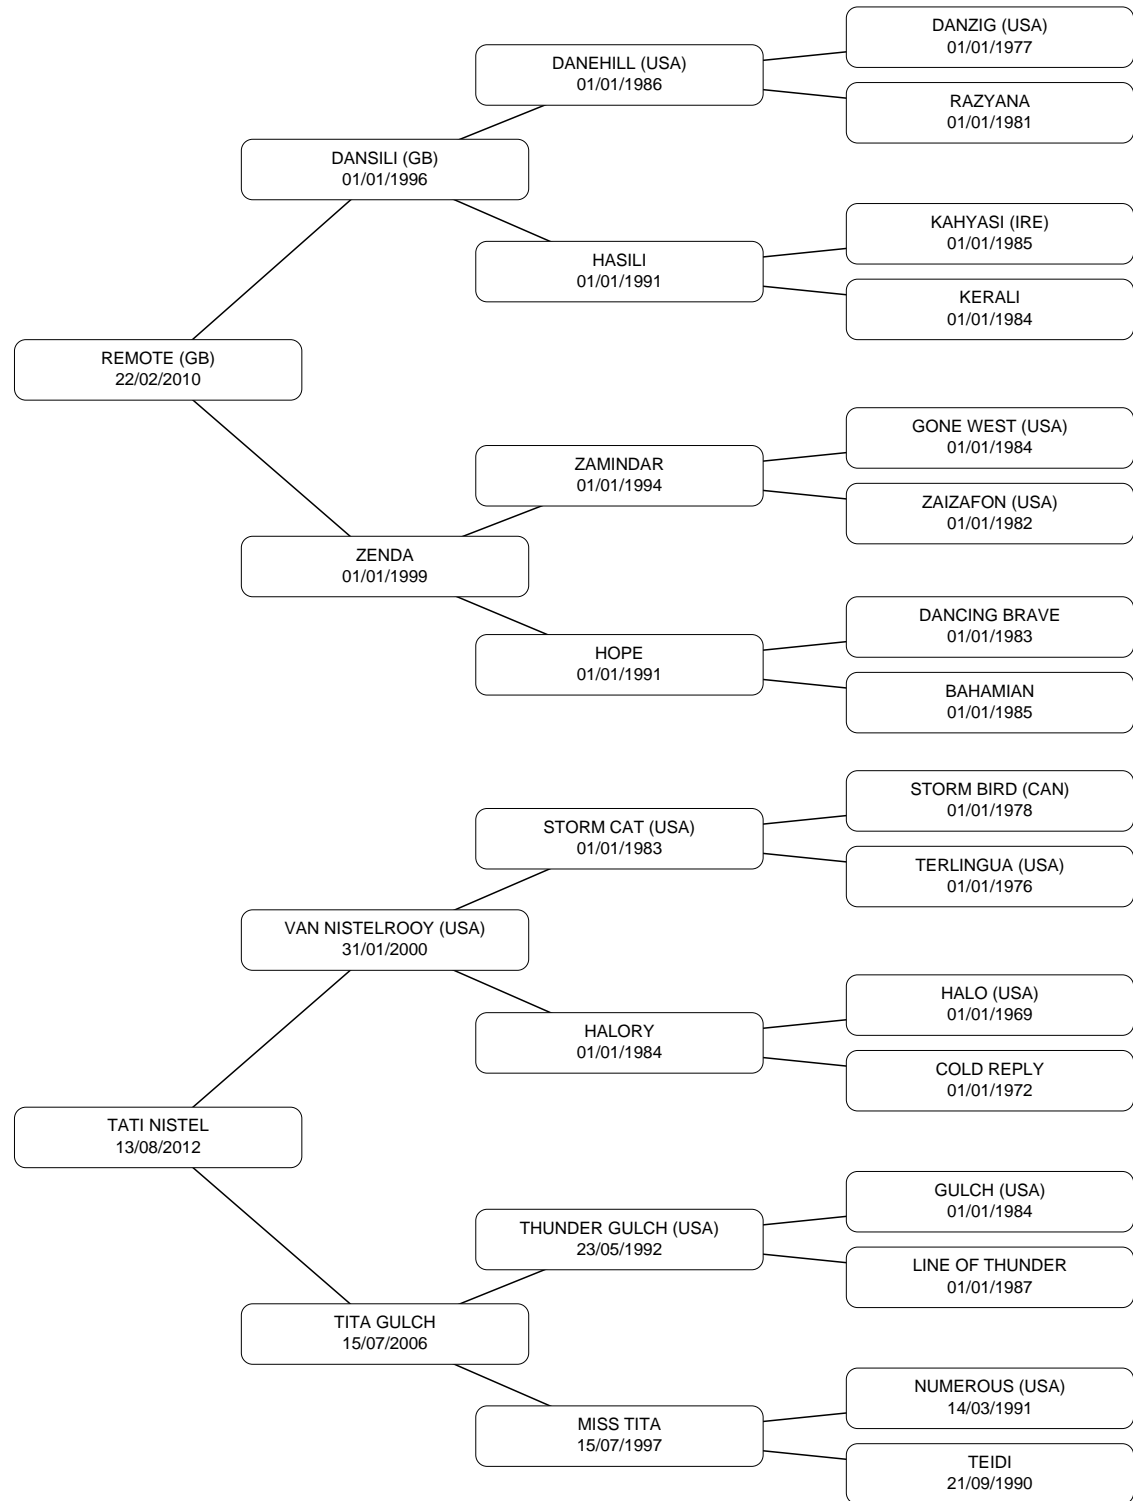 DANZIG (USA)
01/01/1977
DANEHILL (USA)
01/01/1986
RAZYANA
01/01/1981
DANSILI (GB)
01/01/1996
KAHYASI (IRE)
01/01/1985
HASILI
01/01/1991
KERALI
01/01/1984
REMOTE (GB)
22/02/2010
GONE WEST (USA)
01/01/1984
ZAMINDAR
01/01/1994
ZAIZAFON (USA)
01/01/1982
ZENDA
01/01/1999
DANCING BRAVE
01/01/1983
HOPE
01/01/1991
BAHAMIAN
01/01/1985
STORM BIRD (CAN)
01/01/1978
STORM CAT (USA)
01/01/1983
TERLINGUA (USA)
01/01/1976
VAN NISTELROOY (USA)
31/01/2000
HALO (USA)
01/01/1969
HALORY
01/01/1984
COLD REPLY
01/01/1972
TATI NISTEL
13/08/2012
GULCH (USA)
01/01/1984
THUNDER GULCH (USA)
23/05/1992
LINE OF THUNDER
01/01/1987
TITA GULCH
15/07/2006
NUMEROUS (USA)
14/03/1991
MISS TITA
15/07/1997
TEIDI
21/09/1990